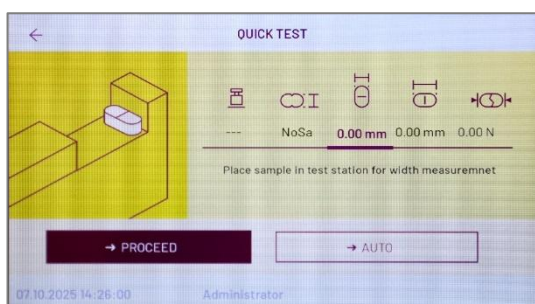 QUICK TEST
--- NoSa 0.00 mm 0.00 mm 0.00 N
Place sample in test station for width measuremnet
→ PROCEED
→ AUTO
07.10.2025 14:26:00 Administrator